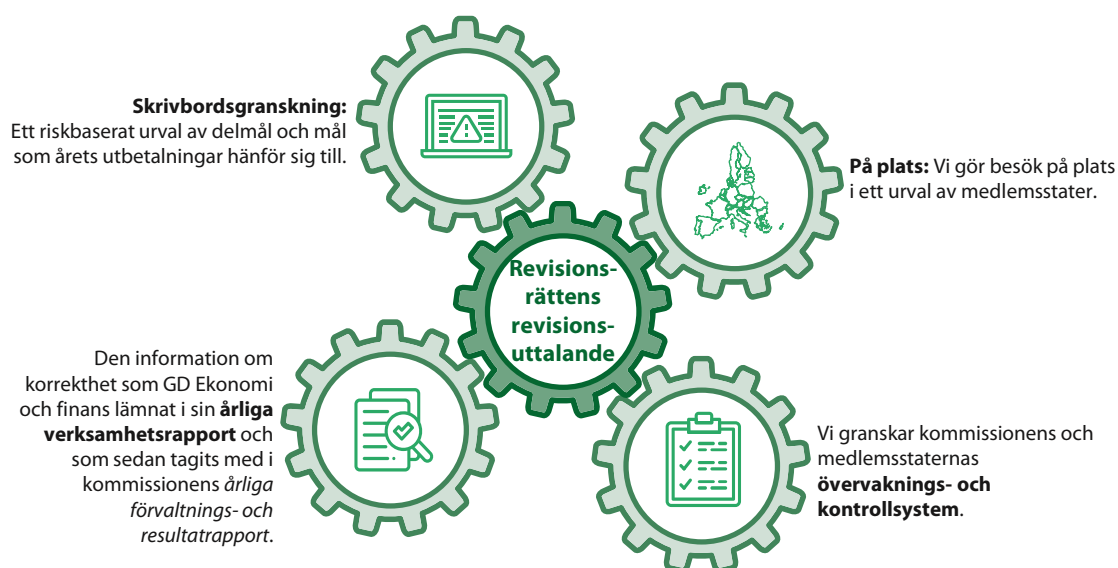 Skrivbordsgranskning:
Ett riskbaserat urval av delmål och mål
som årets utbetalningar hänför sig till.
På plats: Vi gör besök på plats
i ett urval av medlemsstater.
Revisions-
rättens
revisions-
uttalande
Den information om
korrekthet som GD Ekonomi
och finans lämnat i sin årliga
verksamhetsrapport och
som sedan tagits med i
kommissionens årliga
förvaltnings- och
resultatrapport.
Vi granskar kommissionens och
medlemsstaternas
övervaknings- och
kontrollsystem.